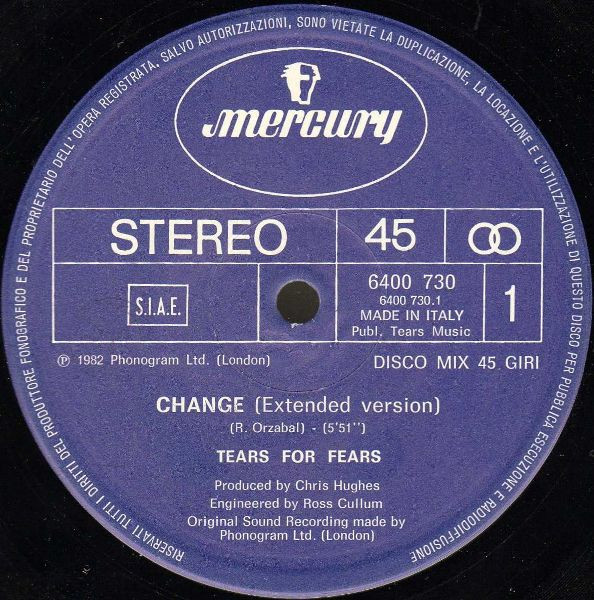 RISERVATI TUTTI I DIRITTI DEL PRODUTTORE FONOGRAFICO E DEL PROPRIETARIO DELL'OPERA REGISTRATA. SALVO AUTORIZZAZIONI, SONO VIETATE LA DUPLICAZIONE, LA LOCAZIONE E L'UTILIZZAZIONE DI QUESTO DISCO PER PUBBLICA ESECUZIONE E RADIODIFFUSIONE
mercury
STEREO 45
6400 730
6400 730.1
MADE IN ITALY
Publ, Tears Music
1
S.I.A.E.
℗ 1982 Phonogram Ltd. (London)
DISCO MIX 45 GIRI
CHANGE (Extended version)
(R. Orzabal) - (5'51'')
TEARS FOR FEARS
Produced by Chris Hughes
Engineered by Ross Cullum
Original Sound Recording made by
Phonogram Ltd. (London)